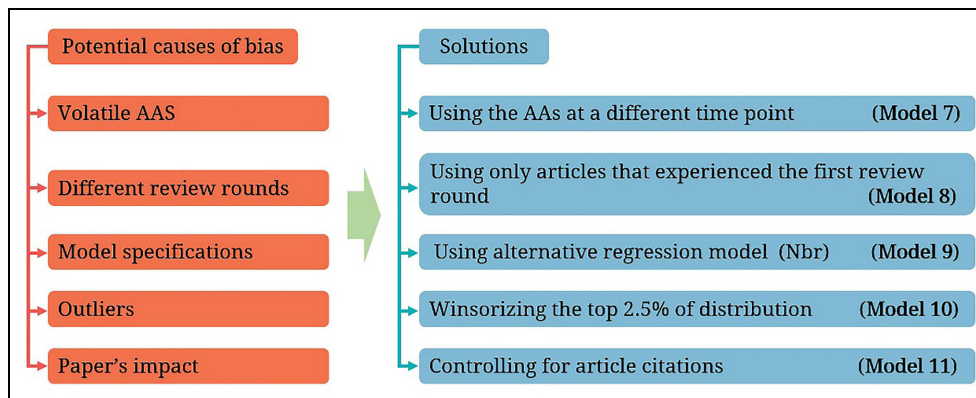 Potential causes of bias
Volatile AAS
Different review rounds
Model specifications
Outliers
Paper's impact
Solutions
Using the AAs at a different time point (Model 7)
Using only articles that experienced the first review
round (Model 8)
Using alternative regression model (Nbr) (Model 9)
Winsorizing the top 2.5% of distribution (Model 10)
Controlling for article citations (Model 11)